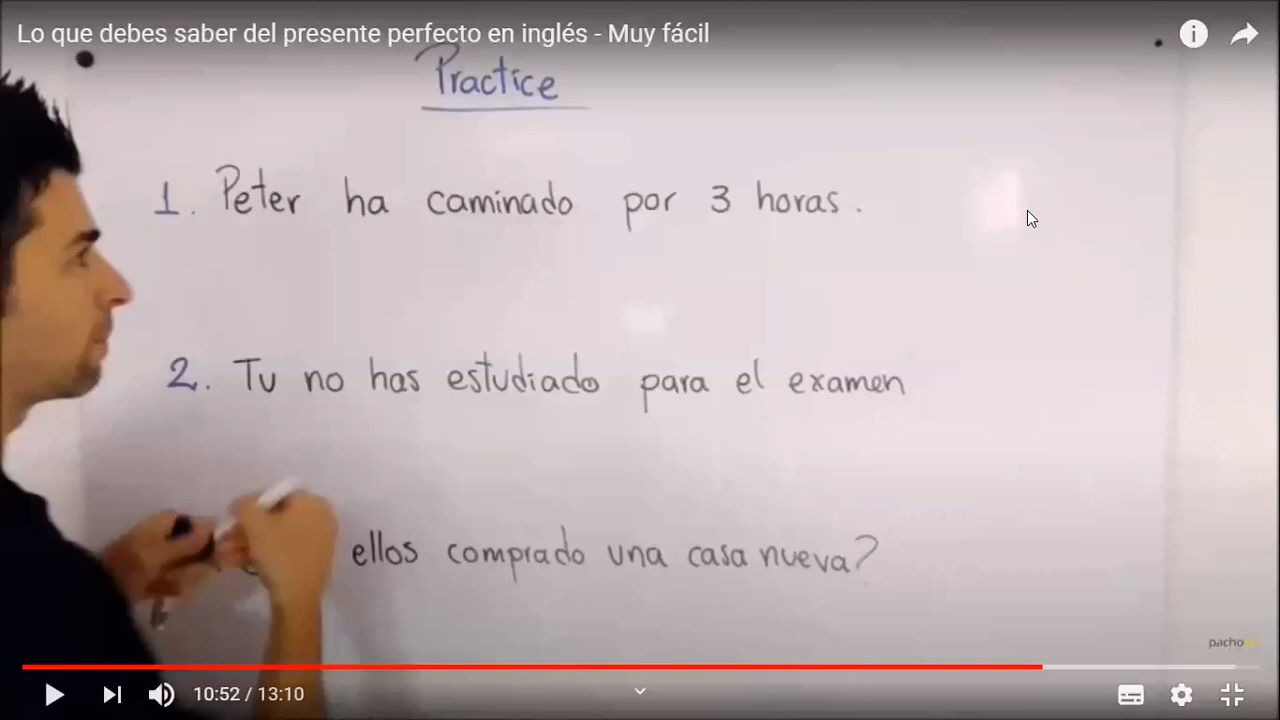 Lo que debes saber del presente perfecto en inglés - Muy fácil
Practice
1. Peter ha caminado por 3 horas.
2. Tu no has estudiado para el examen
ellos comprado una casa nueva?
pacho
10:52 / 13:10